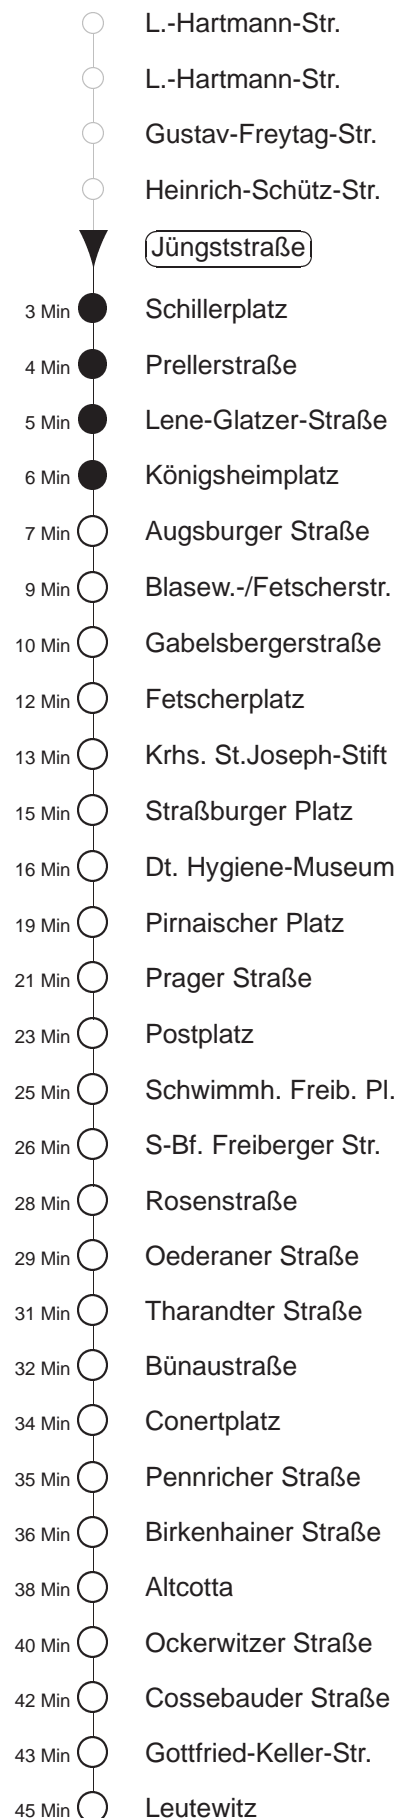 L.-Hartmann-Str.
L.-Hartmann-Str.
Gustav-Freytag-Str.
Heinrich-Schütz-Str.
Jüngststraße
3 Min Schillerplatz
4 Min Prellerstraße
5 Min Lene-Glatzer-Straße
6 Min Königsheimplatz
7 Min Augsburger Straße
9 Min Blasew.-/Fetscherstr.
10 Min Gabelsbergerstraße
12 Min Fetscherplatz
13 Min Krhs. St.Joseph-Stift
15 Min Straßburger Platz
16 Min Dt. Hygiene-Museum
19 Min Pirnaischer Platz
21 Min Prager Straße
23 Min Postplatz
25 Min Schwimmh. Freib. Pl.
26 Min S-Bf. Freiberger Str.
28 Min Rosenstraße
29 Min Oederaner Straße
31 Min Tharandter Straße
32 Min Bünaustraße
34 Min Conertplatz
35 Min Pennricher Straße
36 Min Birkenhainer Straße
38 Min Altcotta
40 Min Ockerwitzer Straße
42 Min Cossebauder Straße
43 Min Gottfried-Keller-Str.
45 Min Leutewitz